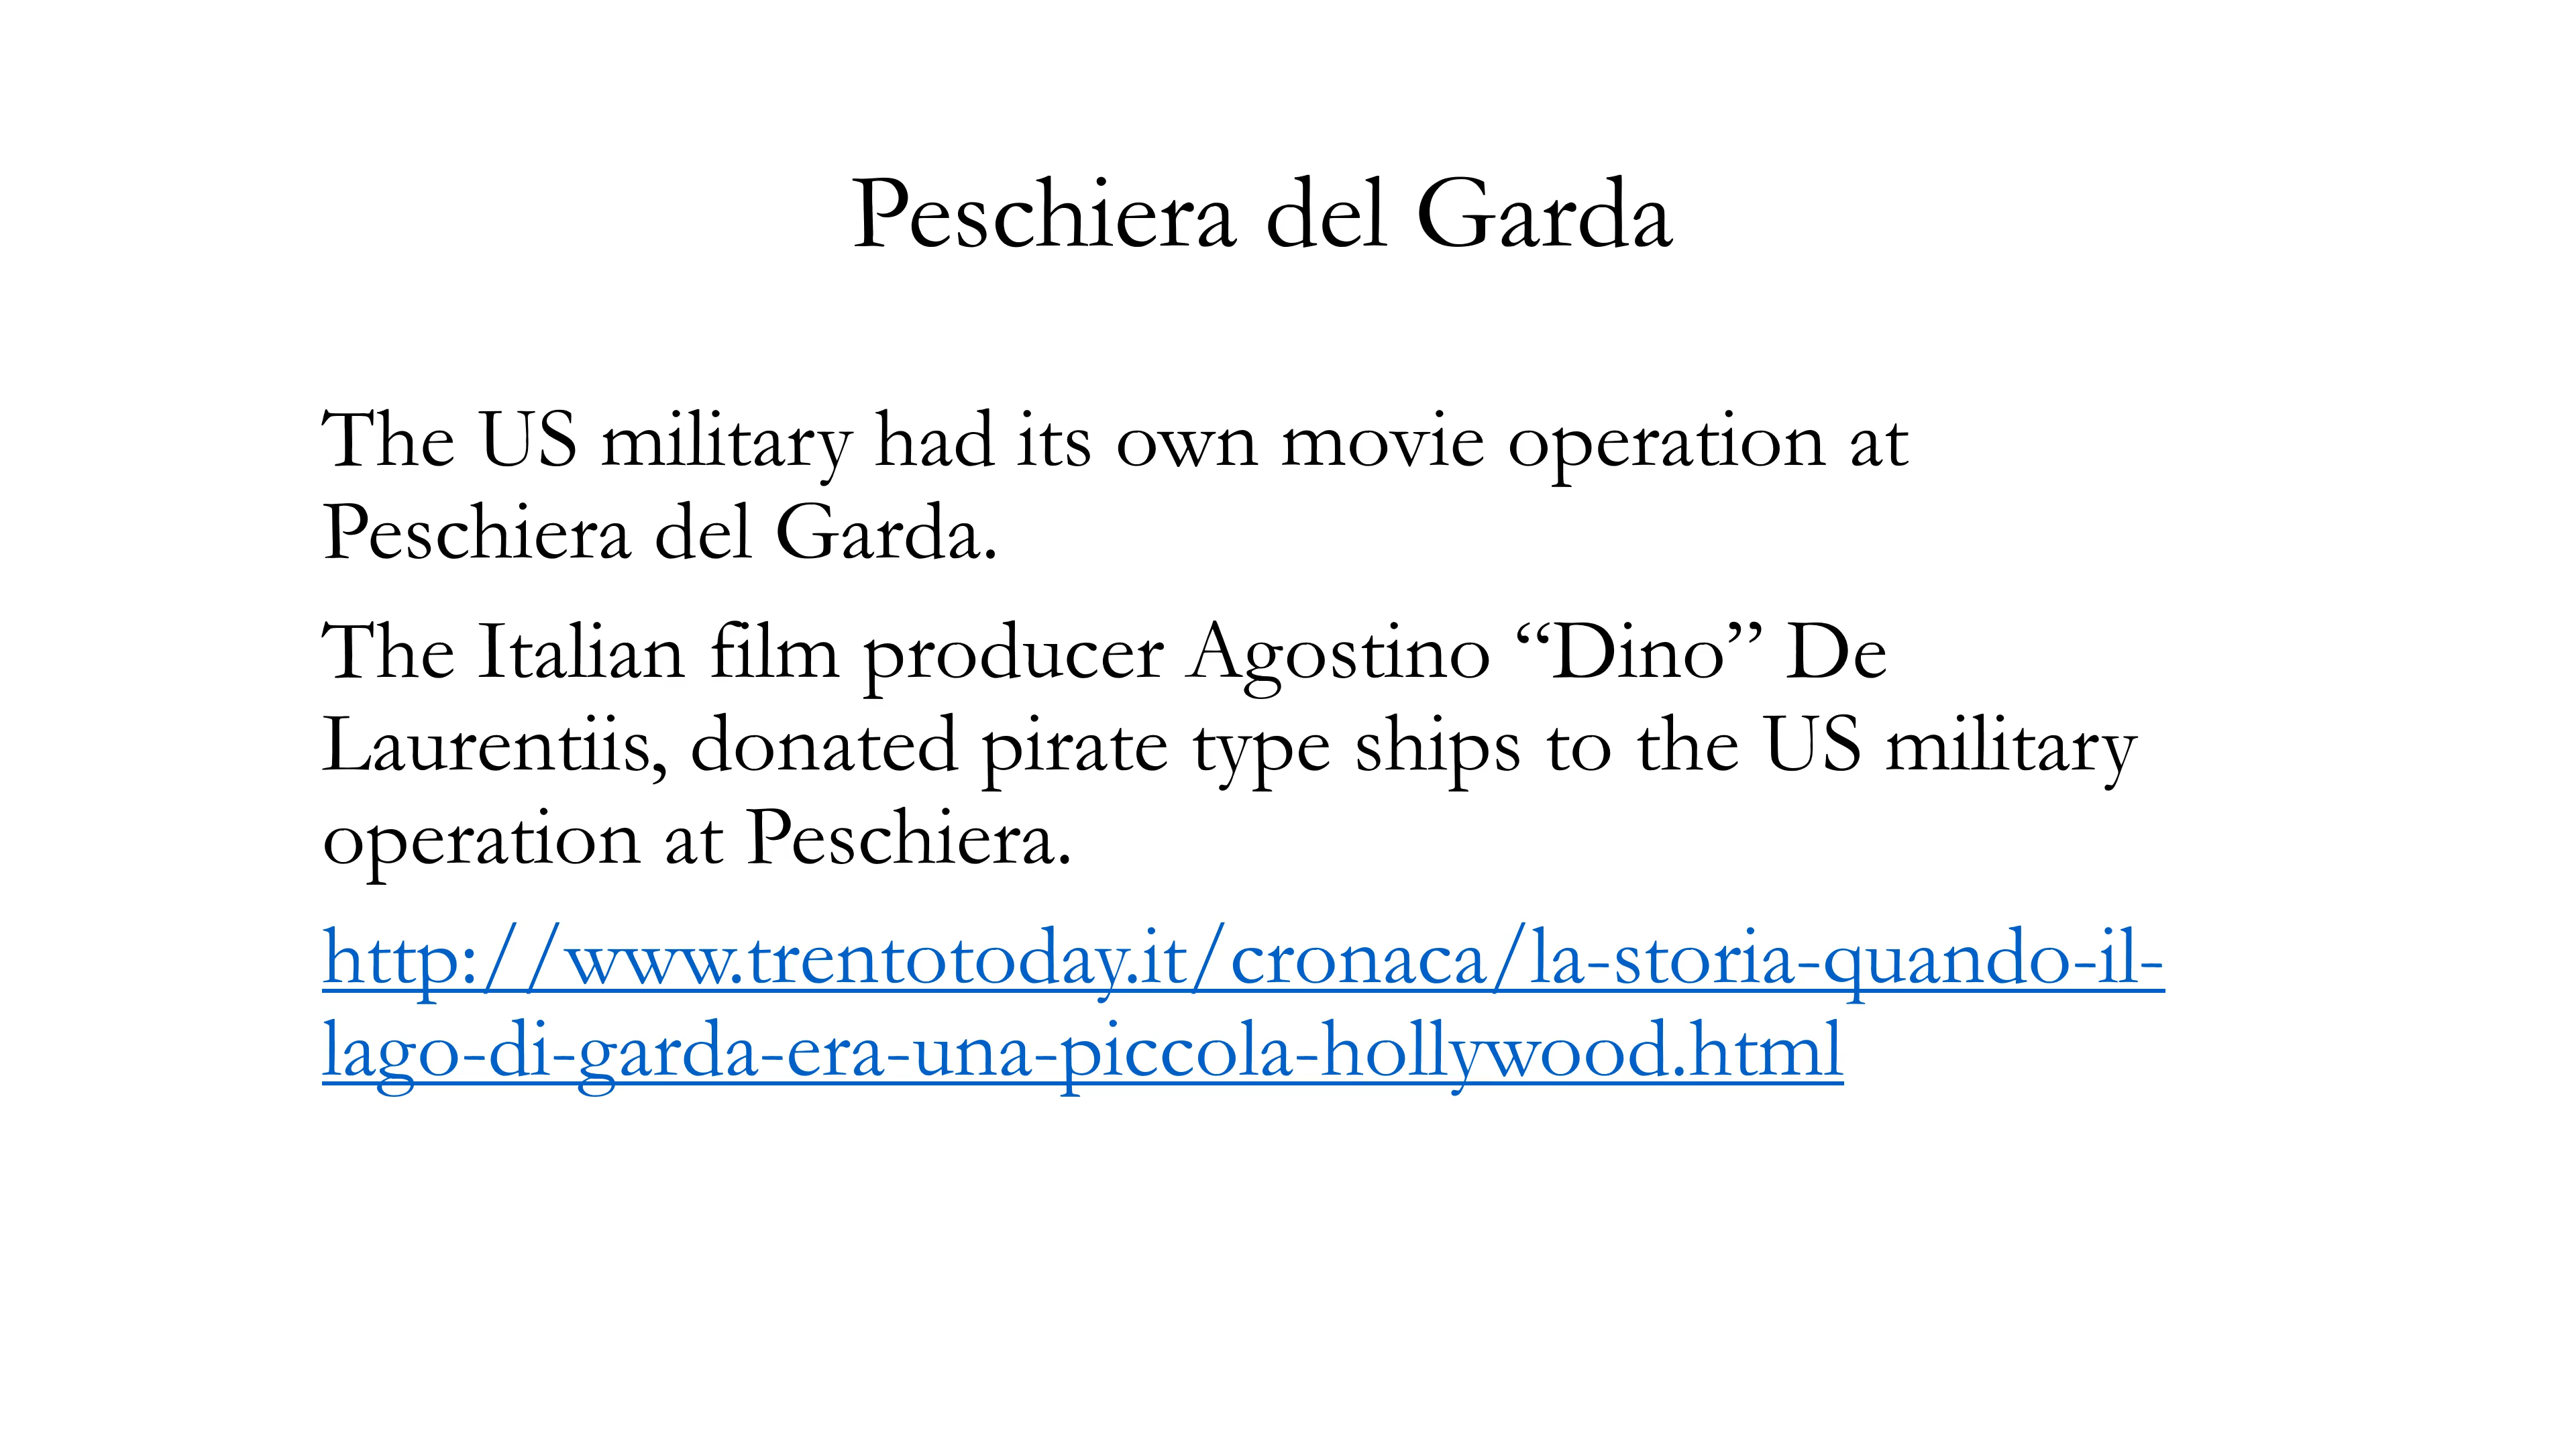 Peschiera del Garda
The US military had its own movie operation at
Peschiera del Garda.
The Italian film producer Agostino “Dino” De
Laurentiis, donated pirate type ships to the US military
operation at Peschiera.
http://www.trentotoday.it/cronaca/la-storia-quando-il-
lago-di-garda-era-una-piccola-hollywood.html